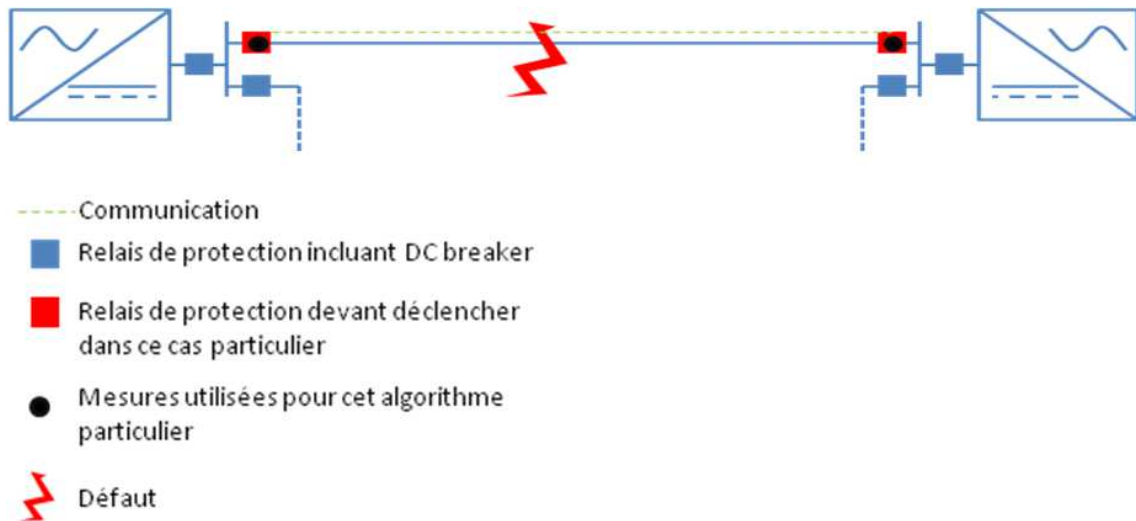 Communication
Relais de protection incluant DC breaker
Relais de protection devant déclencher
dans ce cas particulier
Mesures utilisées pour cet algorithme
particulier
Défaut